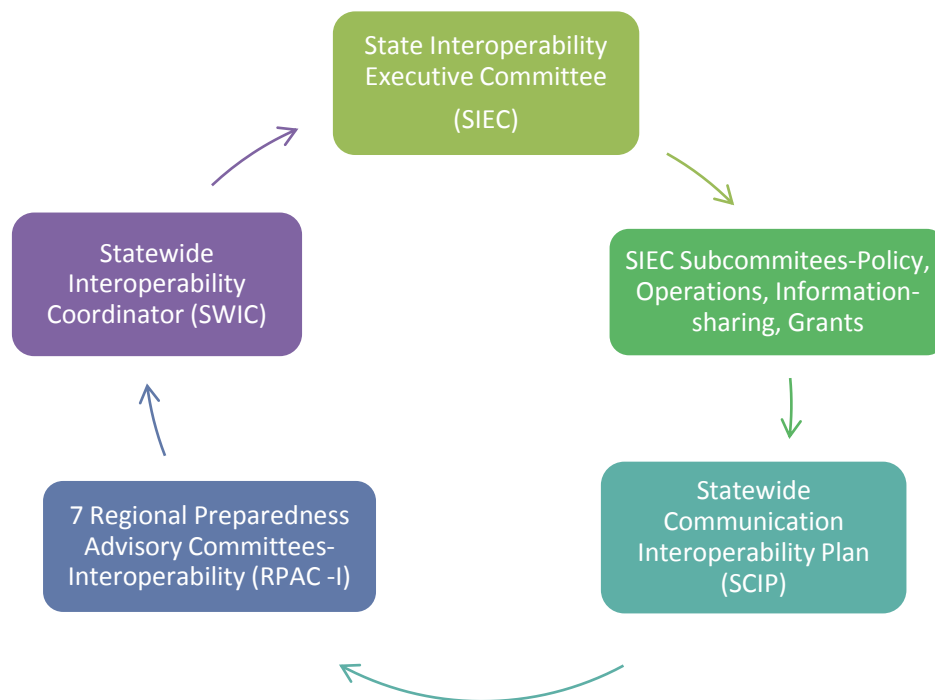 State Interoperability
Executive Committee
(SIEC)
SIEC Subcommitees-Policy,
Operations, Information-
sharing, Grants
Statewide
Communication
Interoperability Plan
(SCIP)
7 Regional Preparedness
Advisory Committees-
Interoperability (RPAC -I)
Statewide
Interoperability
Coordinator (SWIC)